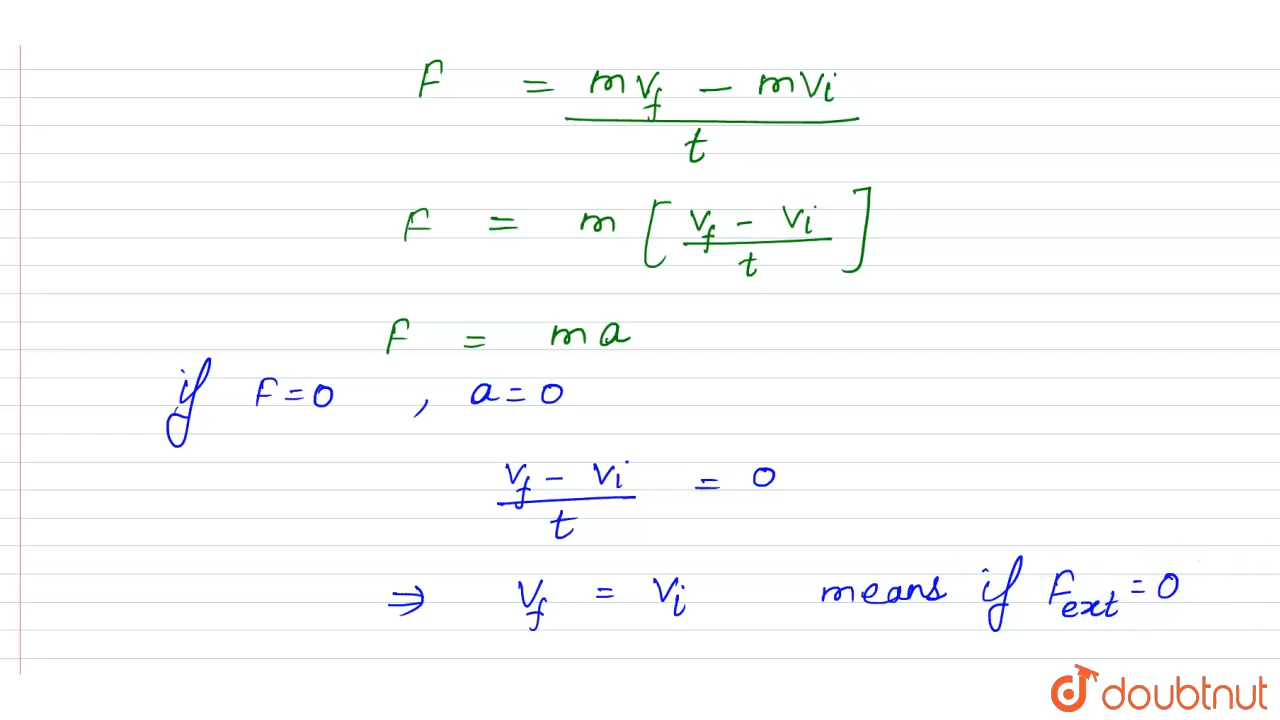 F = mv_f - mv_i / t
F = m [ v_f - v_i / t ]
F = ma
if F=0 , a=0
v_f - v_i / t = 0
⇒ v_f = v_i means if F_ext = 0
doubtnut